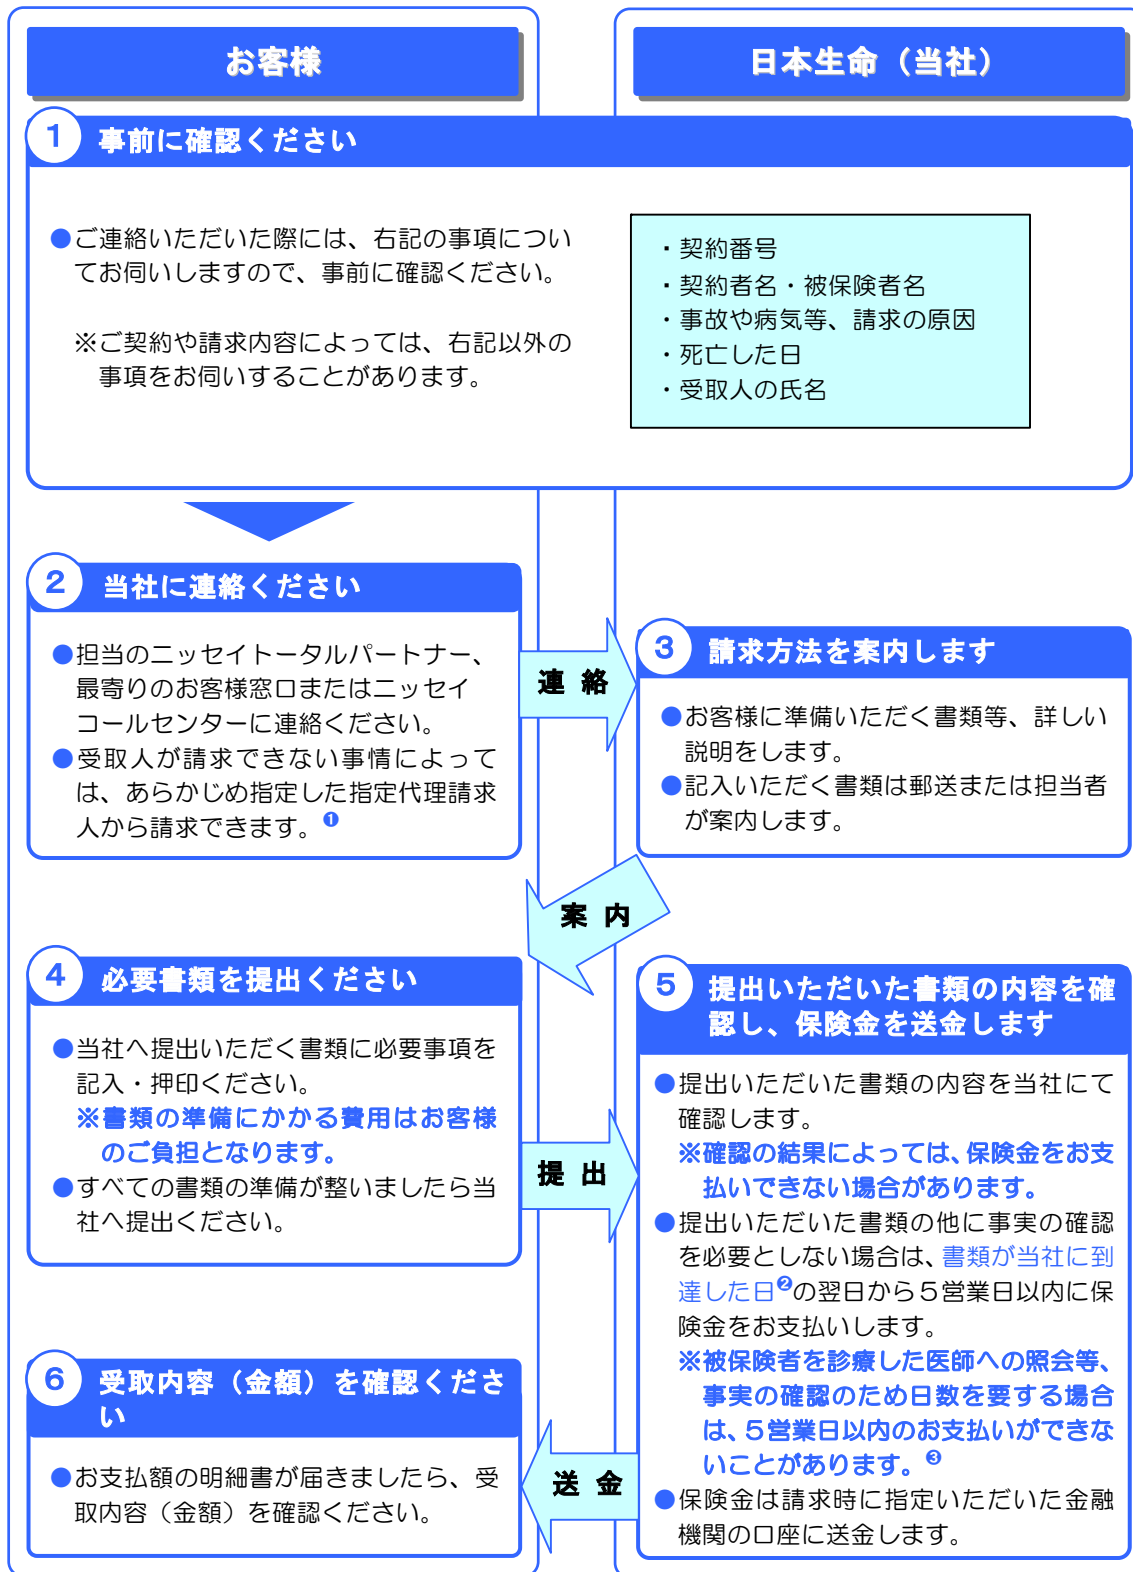 お客様
日本生命（当社）
1 事前に確認ください
●ご連絡いただいた際には、右記の事項につい
てお伺いしますので、事前に確認ください。
※ご契約や請求内容によっては、右記以外の
事項をお伺いすることがあります。
・契約番号
・契約者名・被保険者名
・事故や病気等、請求の原因
・死亡した日
・受取人の氏名
2 当社に連絡ください
●担当のニッセイトータルパートナー、
最寄りのお客様窓口またはニッセイ
コールセンターに連絡ください。
●受取人が請求できない事情によって
は、あらかじめ指定した指定代理請求
人から請求できます。❶
連 絡
3 請求方法を案内します
●お客様に準備いただく書類等、詳しい
説明をします。
●記入いただく書類は郵送または担当者
が案内します。
案 内
4 必要書類を提出ください
●当社へ提出いただく書類に必要事項を
記入・押印ください。
※書類の準備にかかる費用はお客様
のご負担となります。
●すべての書類の準備が整いましたら当
社へ提出ください。
提 出
5 提出いただいた書類の内容を確
認し、保険金を送金します
●提出いただいた書類の内容を当社にて
確認します。
※確認の結果によっては、保険金をお支
払いできない場合があります。
●提出いただいた書類の他に事実の確認
を必要としない場合は、書類が当社に到
達した日❷の翌日から５営業日以内に保
険金をお支払いします。
※被保険者を診療した医師への照会等、
事実の確認のため日数を要する場合
は、５営業日以内のお支払いができな
いことがあります。❸
●保険金は請求時に指定いただいた金融
機関の口座に送金します。
送 金
6 受取内容（金額）を確認くださ
い
●お支払額の明細書が届きましたら、受
取内容（金額）を確認ください。